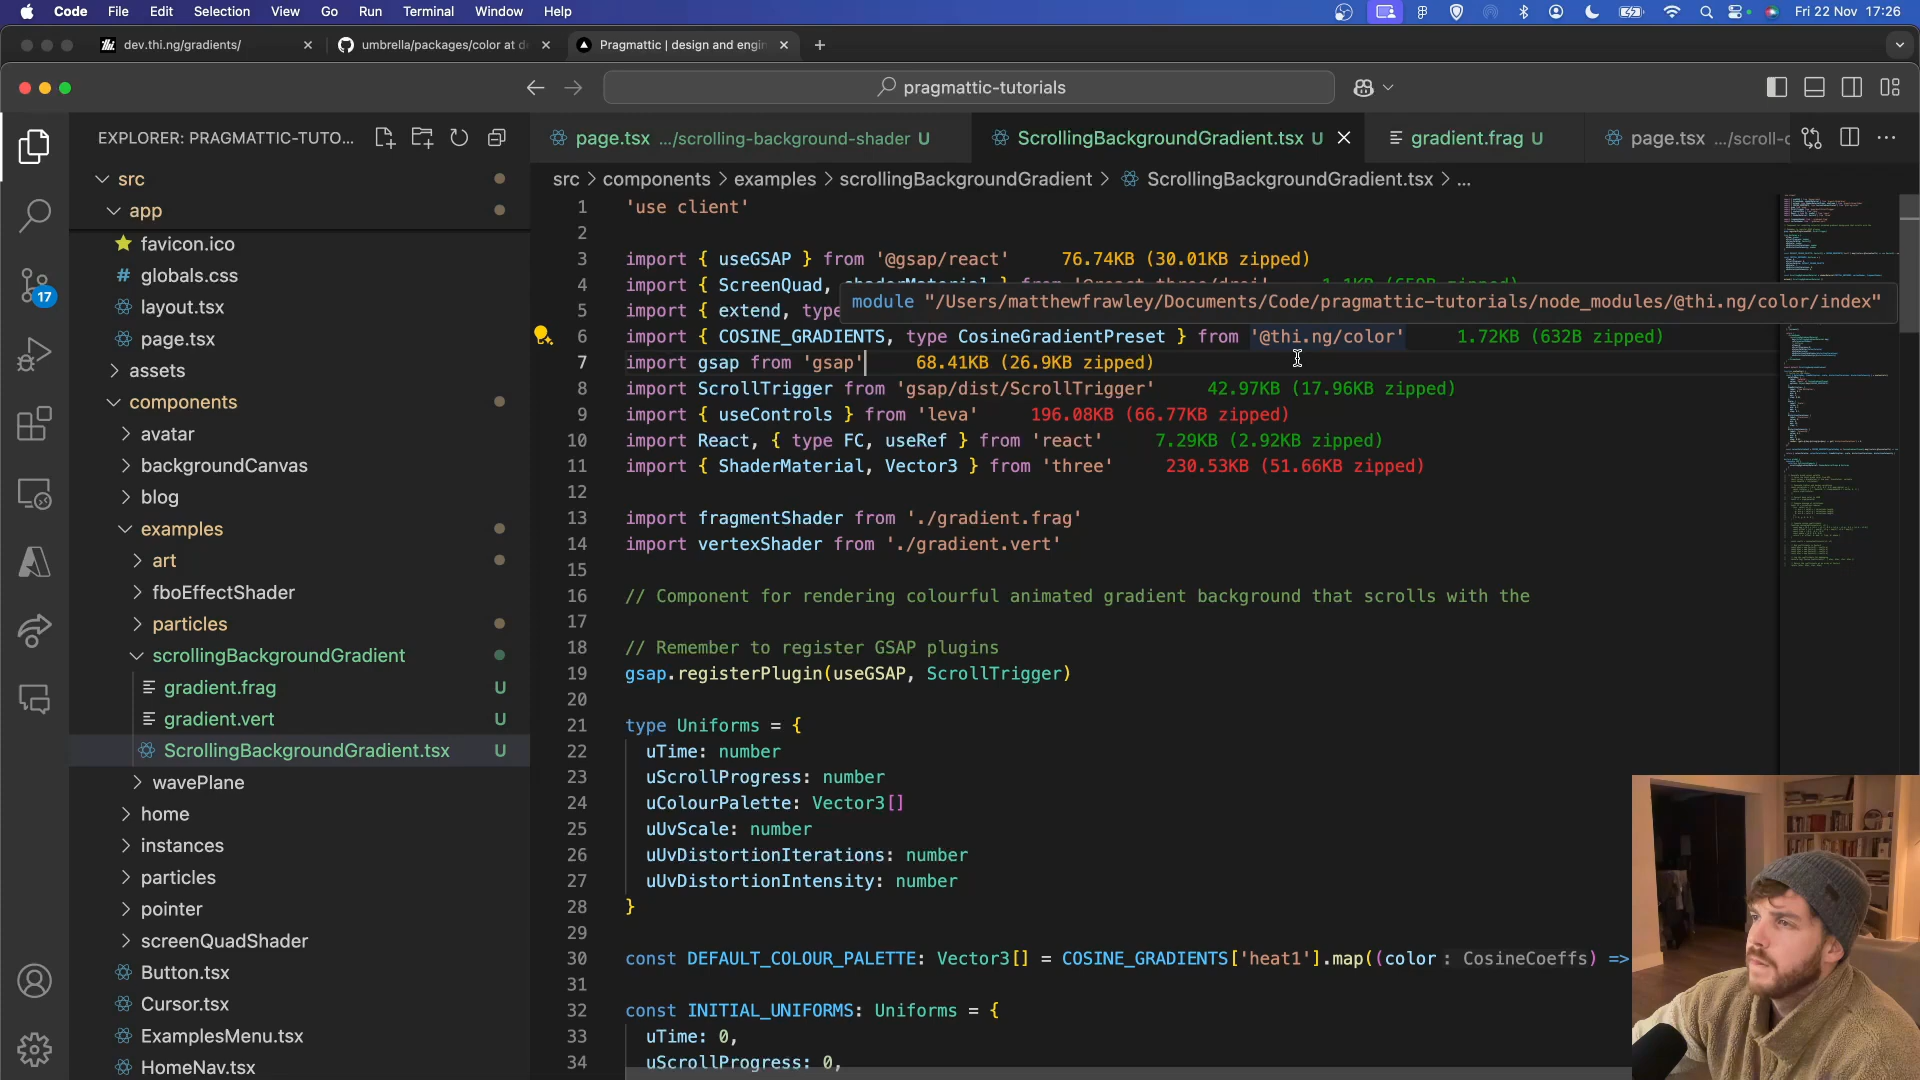 Code File Edit Selection View Go Run Terminal Window Help Fri 22 Nov 17:26
dev.thi.ng/gradients/ umbrella/packages/color at d Pragmattic | design and engin
pragmattic-tutorials
EXPLORER: PRAGMATTIC-TUTO...
page.tsx .../scrolling-background-shader U ScrollingBackgroundGradient.tsx U gradient.frag U page.tsx .../scroll-c
src > components > examples > scrollingBackgroundGradient > ScrollingBackgroundGradient.tsx > ...
17
src
app
favicon.ico
globals.css
layout.tsx
page.tsx
assets
components
avatar
backgroundCanvas
blog
examples
art
fboEffectShader
particles
scrollingBackgroundGradient
gradient.frag U
gradient.vert U
ScrollingBackgroundGradient.tsx U
wavePlane
home
instances
particles
pointer
screenQuadShader
Button.tsx
Cursor.tsx
ExamplesMenu.tsx
HomeNav.tsx
1 'use client'
2
3 import { useGSAP } from '@gsap/react' 76.74KB (30.01KB zipped)
4 import { ScreenQuad, shaderMaterial } from '@react-three/drei' 1.1KB (659B zipped)
module "/Users/matthewfrawley/Documents/Code/pragmattic-tutorials/node_modules/@thi.ng/color/index"
5 import { extend, type
6 import { COSINE_GRADIENTS, type CosineGradientPreset } from '@thi.ng/color' 1.72KB (632B zipped)
7 import gsap from 'gsap' 68.41KB (26.9KB zipped)
8 import ScrollTrigger from 'gsap/dist/ScrollTrigger' 42.97KB (17.96KB zipped)
9 import { useControls } from 'leva' 196.08KB (66.77KB zipped)
10 import React, { type FC, useRef } from 'react' 7.29KB (2.92KB zipped)
11 import { ShaderMaterial, Vector3 } from 'three' 230.53KB (51.66KB zipped)
12
13 import fragmentShader from './gradient.frag'
14 import vertexShader from './gradient.vert'
15
16 // Component for rendering colourful animated gradient background that scrolls with the
17
18 // Remember to register GSAP plugins
19 gsap.registerPlugin(useGSAP, ScrollTrigger)
20
21 type Uniforms = {
22 uTime: number
23 uScrollProgress: number
24 uColourPalette: Vector3[]
25 uUvScale: number
26 uUvDistortionIterations: number
27 uUvDistortionIntensity: number
28 }
29
30 const DEFAULT_COLOUR_PALETTE: Vector3[] = COSINE_GRADIENTS['heat1'].map((color: CosineCoeffs) =>
31
32 const INITIAL_UNIFORMS: Uniforms = {
33 uTime: 0,
34 uScrollProgress: 0,